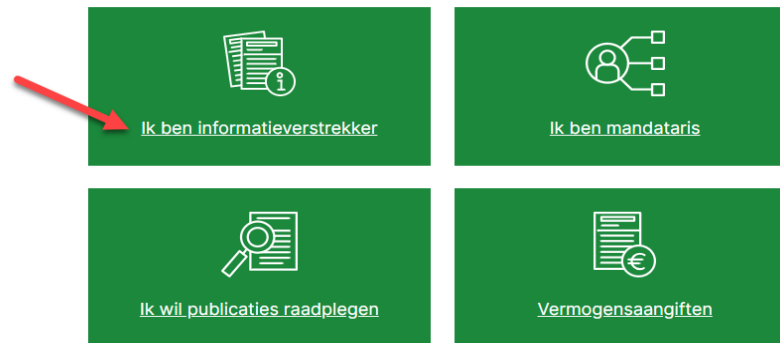 Ik ben informatieverstrekker
Ik ben mandataris
Ik wil publicaties raadplegen
Vermogensaangiften